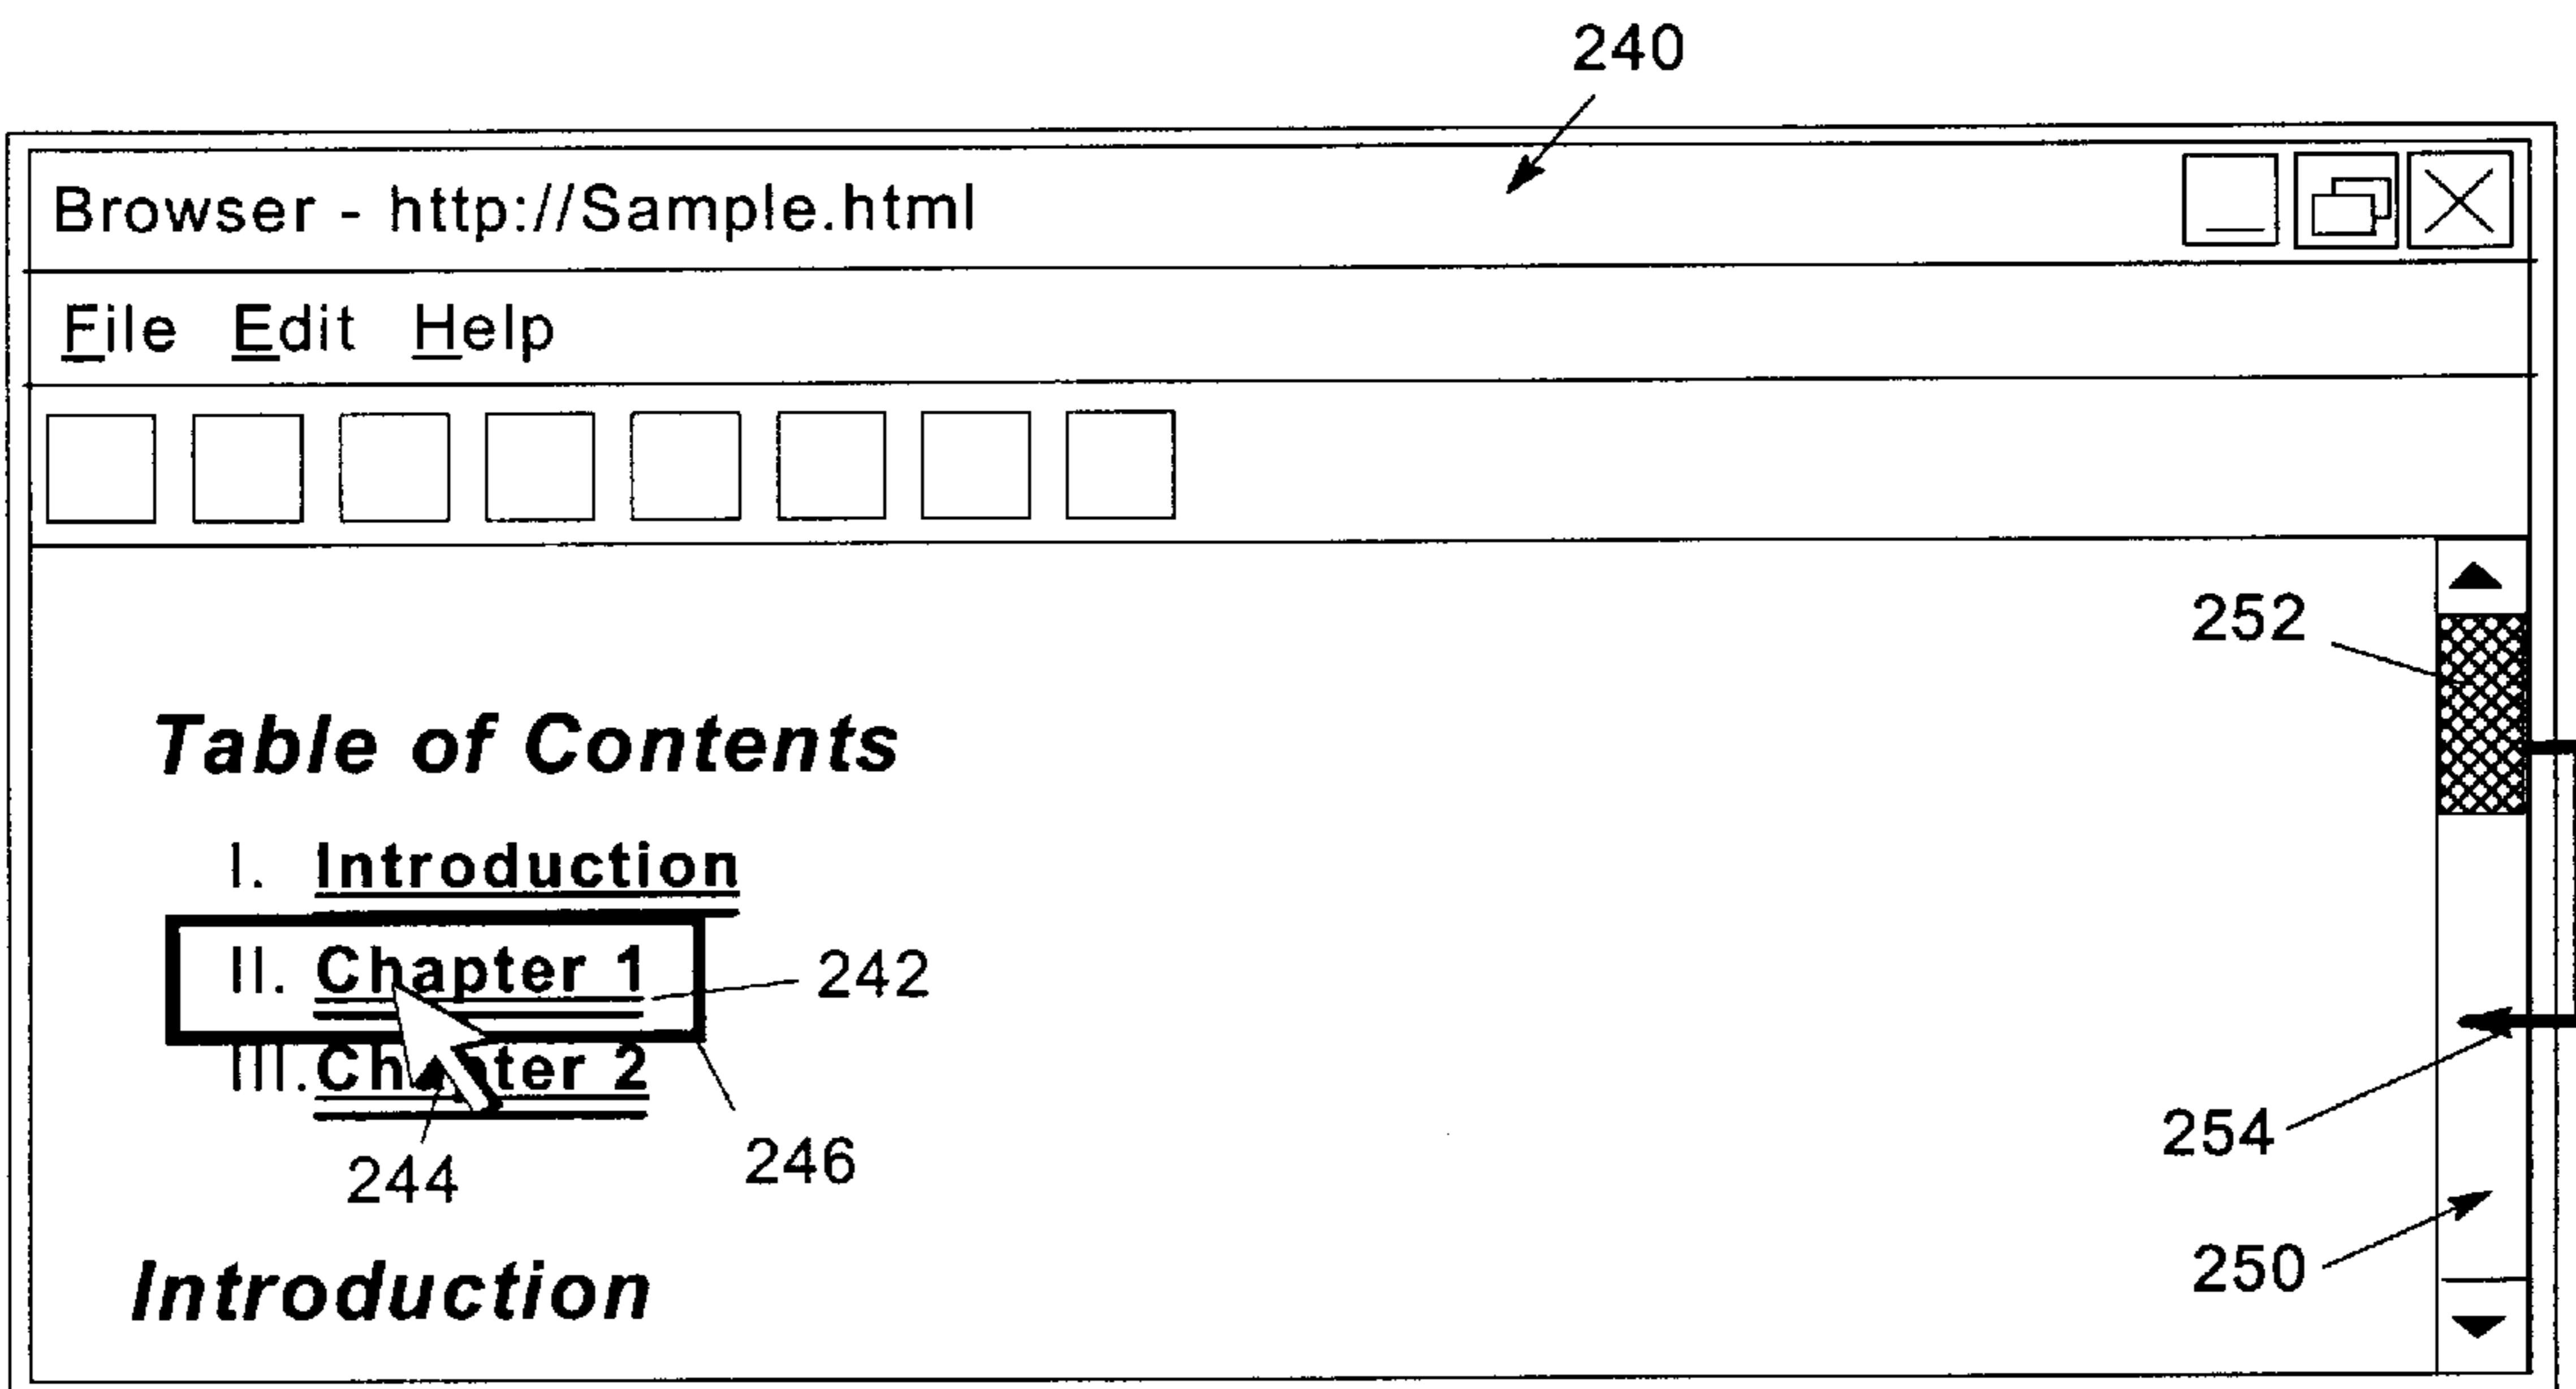 240
Browser - http://Sample.html
File Edit Help
252
Table of Contents
I. Introduction
II. Chapter 1 242
III. Chapter 2
254
244 246
250
Introduction